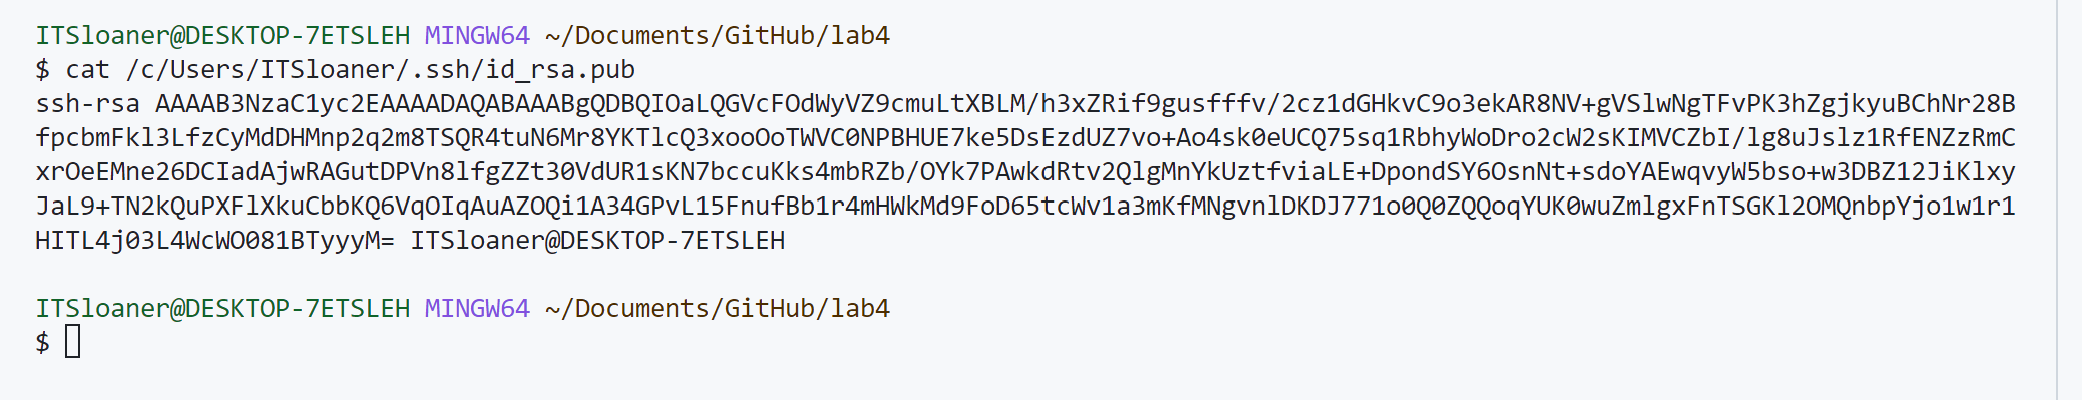 ITSloaner@DESKTOP-7ETSLEH MINGW64 ~/Documents/GitHub/lab4
$ cat /c/Users/ITSloaner/.ssh/id_rsa.pub
ssh-rsa AAAAB3NzaC1yc2EAAAADAQABAAABgQDBQIOaLQGVcFOdWyVZ9cmuLtXBLM/h3xZRif9gusfffv/2cz1dGHkvC9o3ekAR8NV+gVSlwNgTFvPK3hZgjkyuBChNr28B
fpcbmFkl3LfzCyMdDHMnp2q2m8TSQR4tuN6Mr8YKTlcQ3xooOoTWVC0NPBHUE7ke5DsEzdUZ7vo+Ao4sk0eUCQ75sq1RbhyWoDro2cW2sKIMVCZbI/lg8uJslz1RfENZzRmC
xrOeEMne26DCIadAjwRAGutDPVn8lfgZZt30VdUR1sKN7bccuKks4mbRZb/OYk7PAwkdRtv2QlgMnYkUztfviaLE+DpondSY6OsnNt+sdoYAEwqvyW5bso+w3DBZ12JiKlxy
JaL9+TN2kQuPXFlXkuCbbKQ6VqOIqAuAZOQi1A34GPvL15FnufBb1r4mHWkMd9FoD65tcWv1a3mKfMNgvnlDKDJ771o0Q0ZQQoqYUK0wuZmlgxFnTSGKl2OMQnbpYjo1w1r1
HITL4j03L4WcWO081BTyyyM= ITSloaner@DESKTOP-7ETSLEH
ITSloaner@DESKTOP-7ETSLEH MINGW64 ~/Documents/GitHub/lab4
$